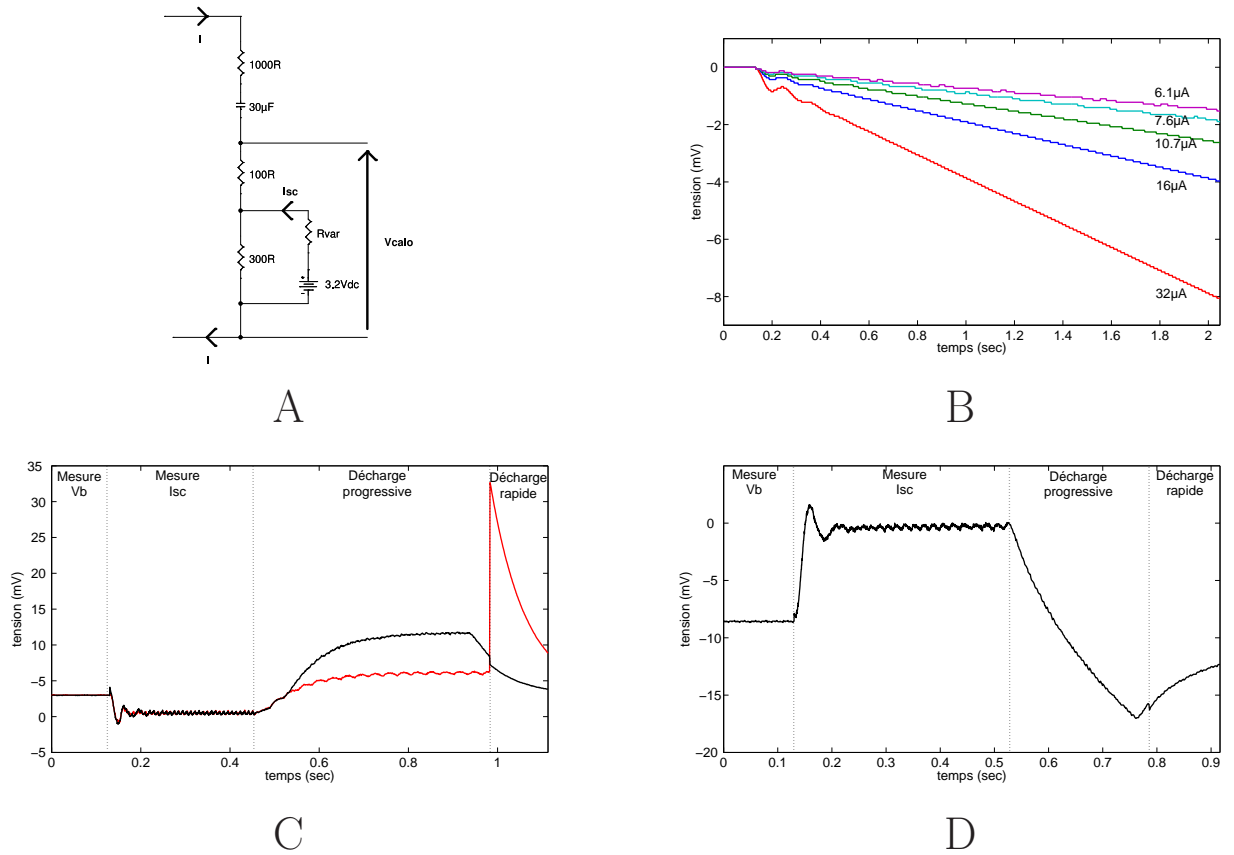 I
1000R
30µF
100R
Isc
Rvar
300R
3.2Vdc
Vcalo
I
A
0
−2
−4
−6
−8
tension (mV)
6.1µA
7.6µA
10.7µA
16µA
32µA
0 0.2 0.4 0.6 0.8 1 1.2 1.4 1.6 1.8 2
temps (sec)
B
35
30
25
20
15
10
5
0
−5
tension (mV)
Mesure
Vb
Mesure
Isc
Décharge
progressive
Décharge
rapide
0 0.2 0.4 0.6 0.8 1
temps (sec)
C
0
−5
−10
−15
−20
tension (mV)
Mesure
Vb
Mesure
Isc
Décharge
progressive
Décharge
rapide
0 0.1 0.2 0.3 0.4 0.5 0.6 0.7 0.8 0.9
temps (sec)
D